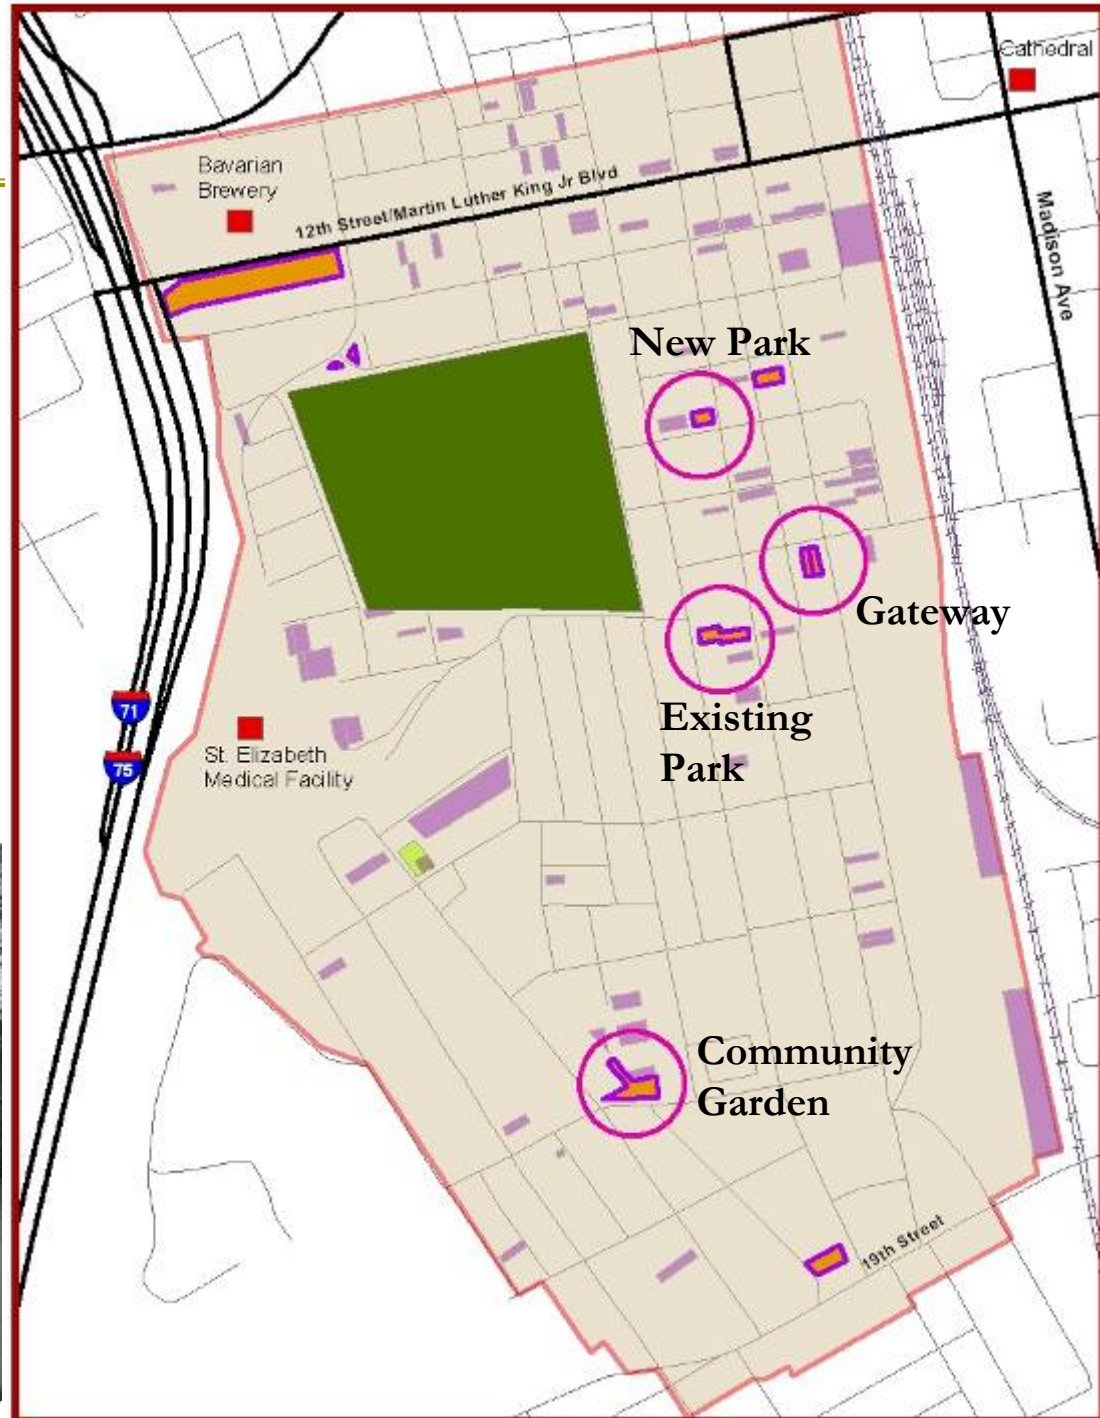 Cathedral
Bavarian
Brewery
12th Street/Martin Luther King Jr Blvd
Madison Ave
New Park
Gateway
Existing
Park
71
75
St. Elizabeth
Medical Facility
Community
Garden
19th Street